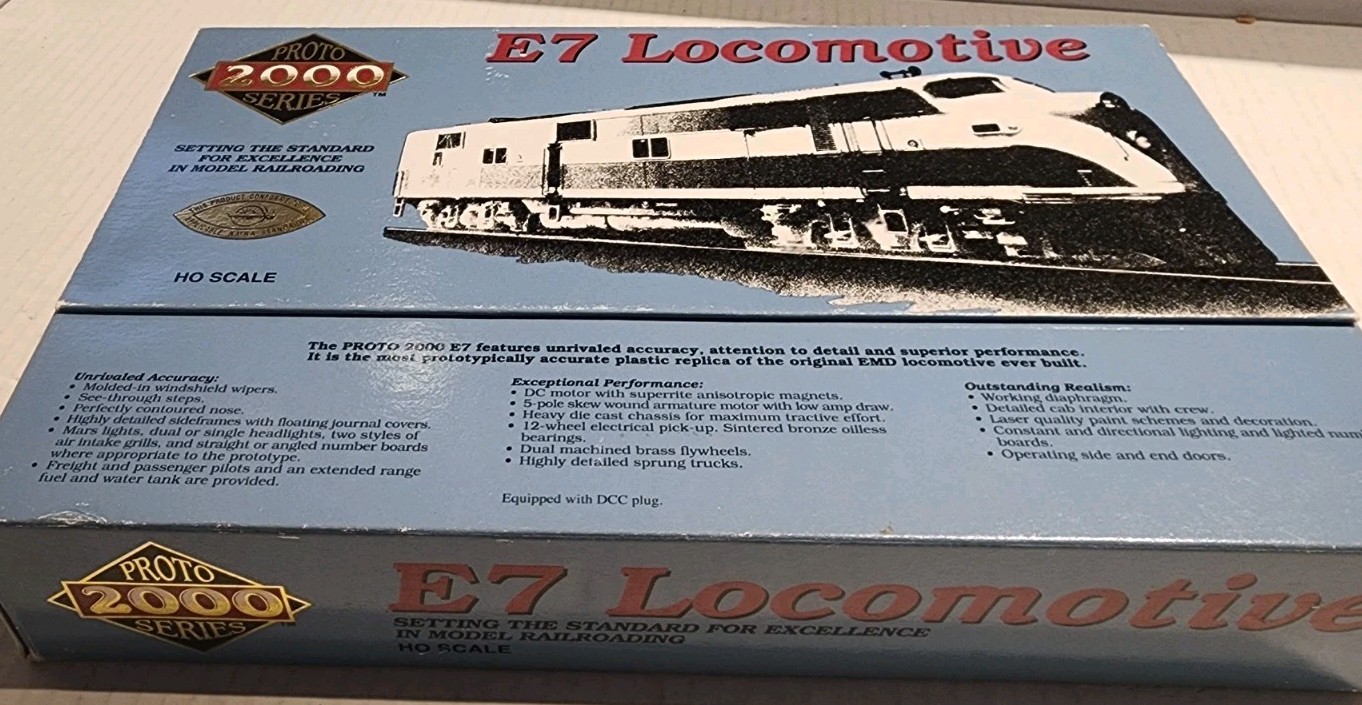 PROTO
2000
SERIES™
E7 Locomotive
SETTING THE STANDARD
FOR EXCELLENCE
IN MODEL RAILROADING
HO SCALE
The PROTO 2000 E7 features unrivaled accuracy, attention to detail and superior performance.
It is the most prototypically accurate plastic replica of the original EMD locomotive ever built.
Unrivaled Accuracy:
• Molded-in windshield wipers.
• See-through steps.
• Perfectly contoured nose.
• Highly detailed sideframes with floating journal covers.
• Mars lights, dual or single headlights, two styles of
air intake grills, and straight or angled number boards
where appropriate to the prototype.
• Freight and passenger pilots and an extended range
fuel and water tank are provided.
Exceptional Performance:
• DC motor with superrite anisotropic magnets.
• 5-pole skew wound armature motor with low amp draw.
• Heavy die cast chassis for maximum tractive effort.
• 12-wheel electrical pick-up. Sintered bronze oilless
bearings.
• Dual machined brass flywheels.
• Highly detailed sprung trucks.
Equipped with DCC plug.
Outstanding Realism:
• Working diaphragm.
• Detailed cab interior with crew.
• Laser quality paint schemes and decoration.
• Constant and directional lighting and lighted
boards.
• Operating side and end doors.
PROTO
2000
SERIES
E7 Locomotive
SETTING THE STANDARD FOR EXCELLENCE
IN MODEL RAILROADING
HO SCALE